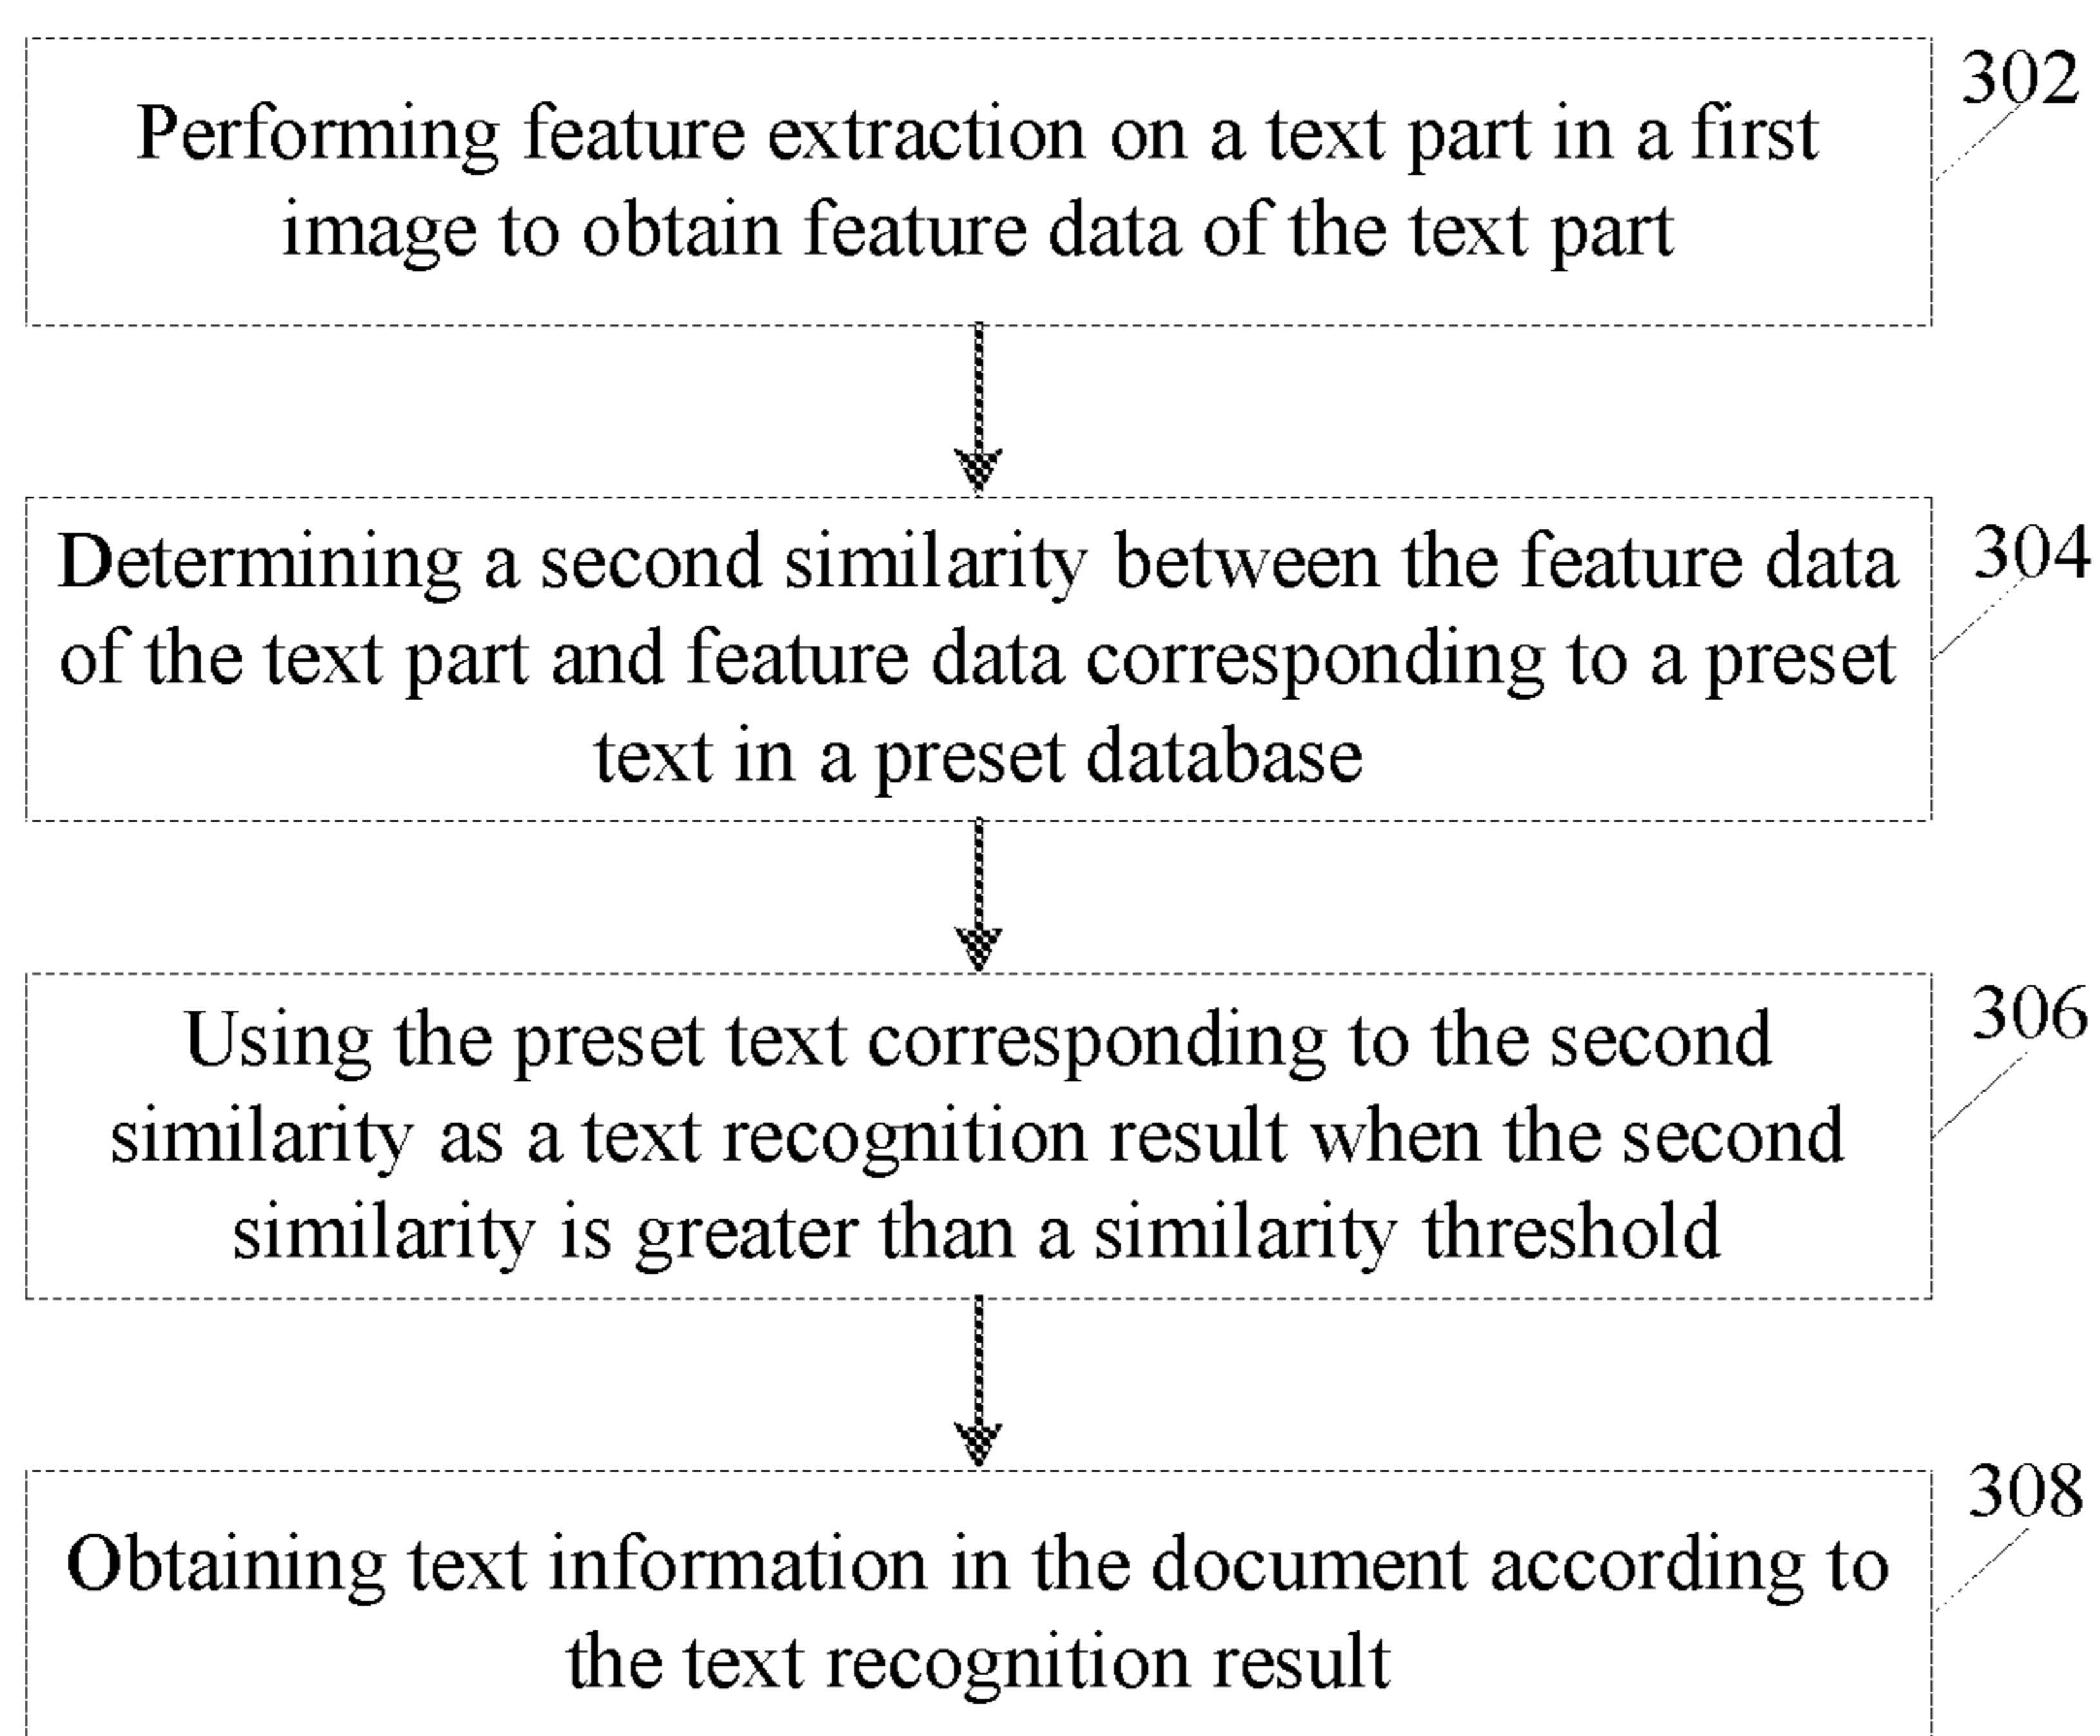 302
Performing feature extraction on a text part in a first
image to obtain feature data of the text part
304
Determining a second similarity between the feature data
of the text part and feature data corresponding to a preset
text in a preset database
306
Using the preset text corresponding to the second
similarity as a text recognition result when the second
similarity is greater than a similarity threshold
308
Obtaining text information in the document according to
the text recognition result